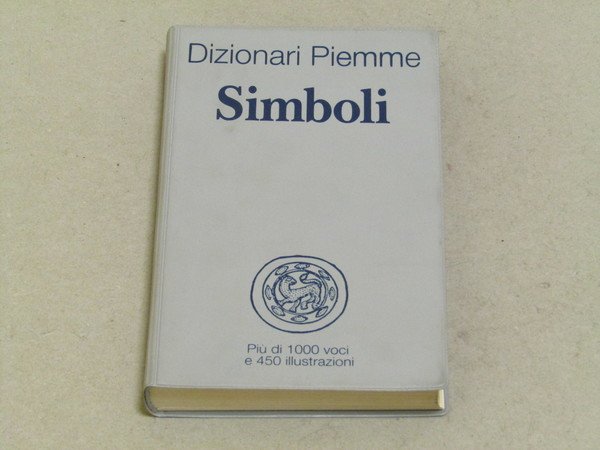 Dizionari Piemme
Simboli
Più di 1000 voci
e 450 illustrazioni